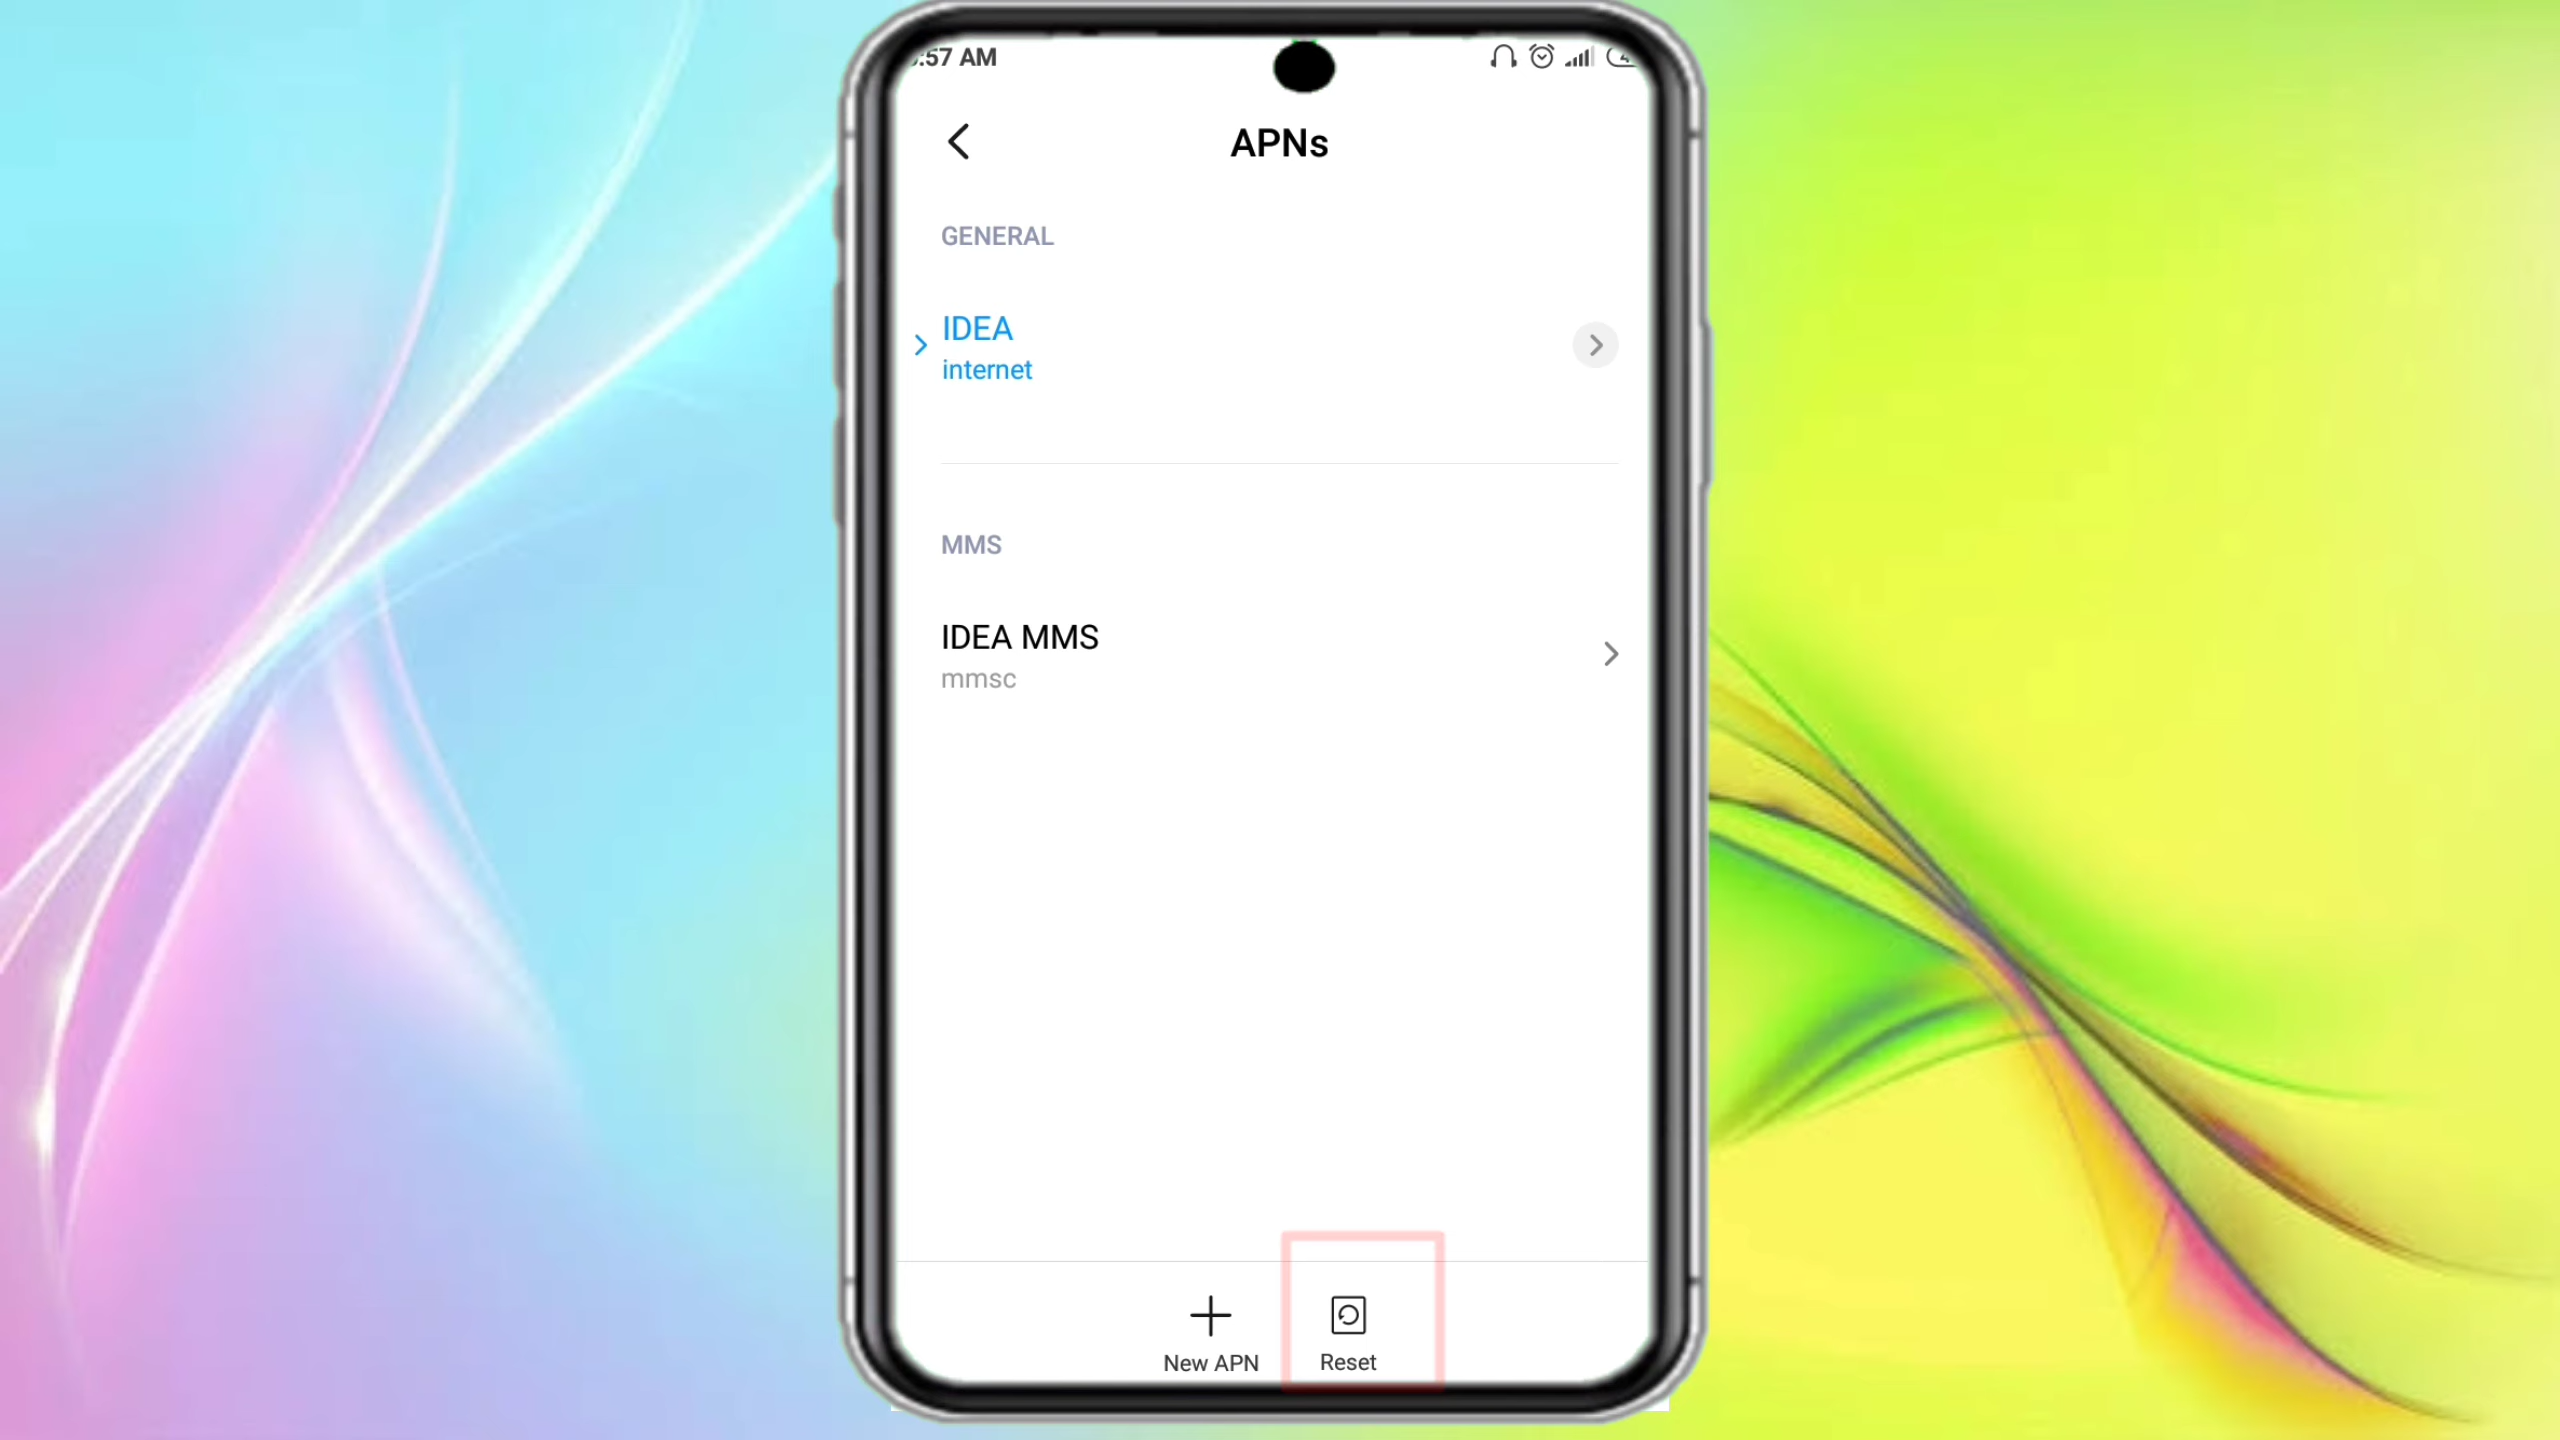 :57 AM
APNs
GENERAL
IDEA
internet
MMS
IDEA MMS
mmsc
New APN
Reset